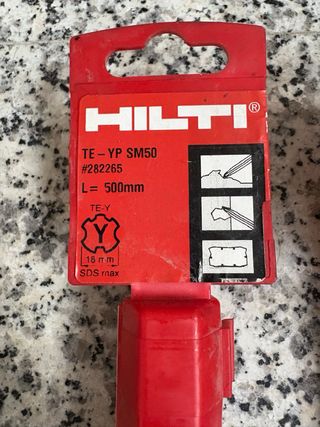 HILTI®
TE-YP SM50
#282265
L= 500mm
TE-Y
Y
18 mm
SDS max